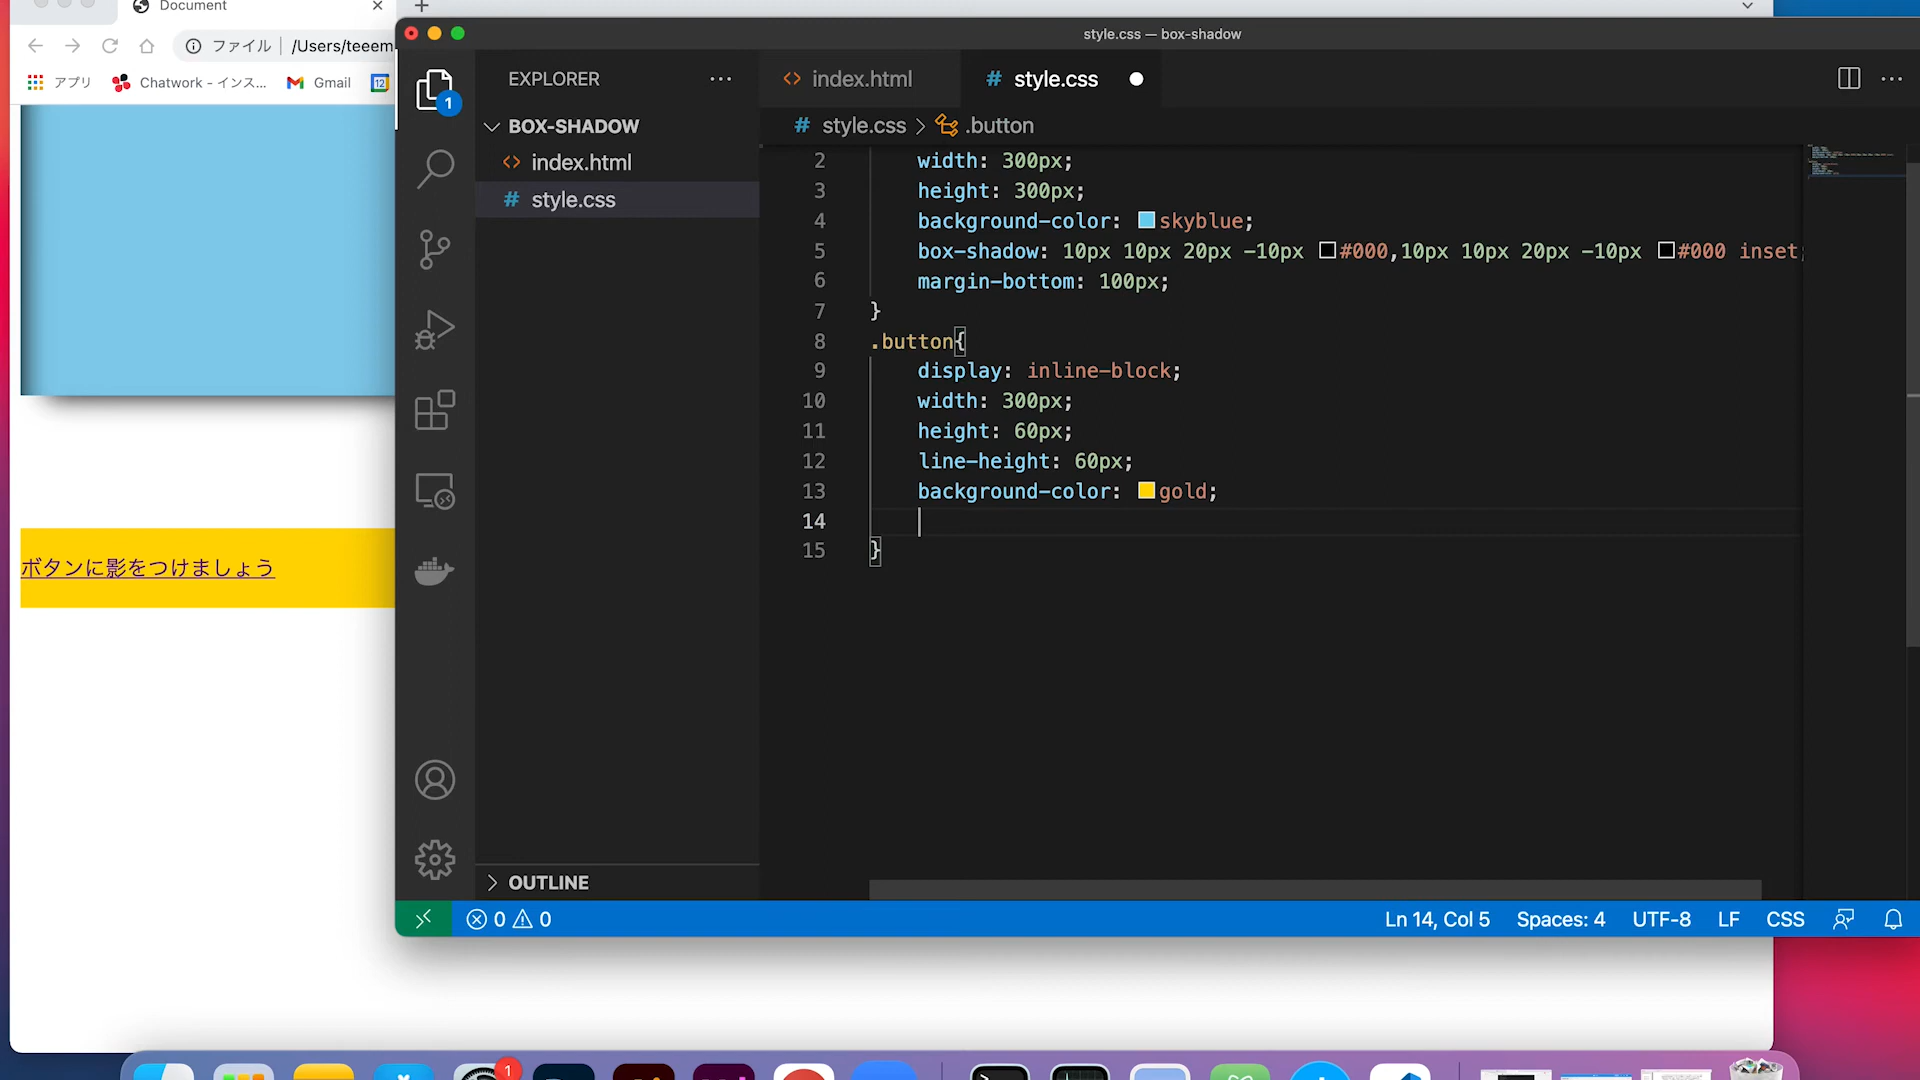 Document
ファイル /Users/teeem
アプリ Chatwork - インス... Gmail 12
style.css — box-shadow
EXPLORER
1
BOX-SHADOW
index.html
style.css
OUTLINE
index.html style.css
style.css > .button
2 width: 300px;
3 height: 300px;
4 background-color: skyblue;
5 box-shadow: 10px 10px 20px -10px #000,10px 10px 20px -10px #000 inset;
6 margin-bottom: 100px;
7 }
8 .button{
9 display: inline-block;
10 width: 300px;
11 height: 60px;
12 line-height: 60px;
13 background-color: gold;
14
15 }
ボタンに影をつけましょう
0 0 Ln 14, Col 5 Spaces: 4 UTF-8 LF CSS
1